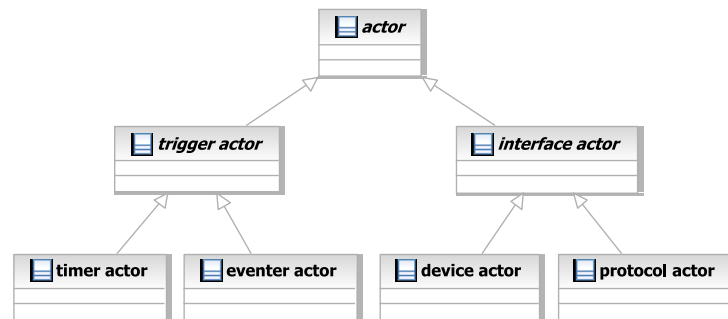 actor
trigger actor
interface actor
timer actor
eventer actor
device actor
protocol actor